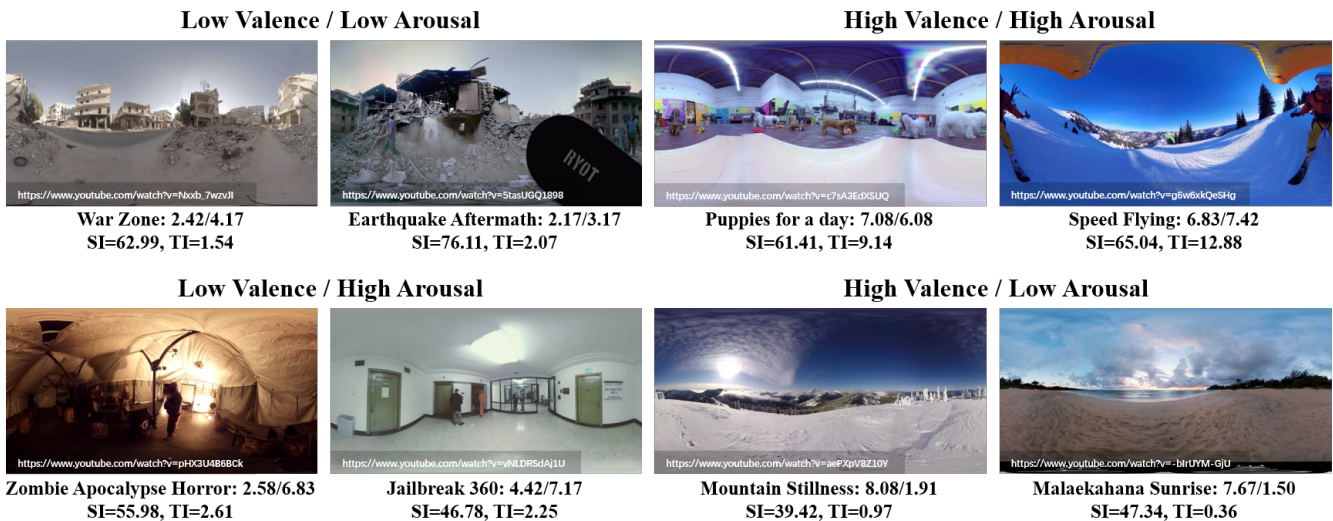 Low Valence / Low Arousal
High Valence / High Arousal
https://www.youtube.com/watch?v=Nxxb_7wzvJI
RYOT
https://www.youtube.com/watch?v=5tasUGQ1898
https://www.youtube.com/watch?v=c7sA3EdXSUQ
https://www.youtube.com/watch?v=g6w6xkQeSHg
War Zone: 2.42/4.17
SI=62.99, TI=1.54
Earthquake Aftermath: 2.17/3.17
SI=76.11, TI=2.07
Puppies for a day: 7.08/6.08
SI=61.41, TI=9.14
Speed Flying: 6.83/7.42
SI=65.04, TI=12.88
Low Valence / High Arousal
High Valence / Low Arousal
https://www.youtube.com/watch?v=pHX3U4B6BCk
https://www.youtube.com/watch?v=vNLDRSdAj1U
https://www.youtube.com/watch?v=aePXpV8Z10Y
https://www.youtube.com/watch?v=-bIrUYM-GjU
Zombie Apocalypse Horror: 2.58/6.83
SI=55.98, TI=2.61
Jailbreak 360: 4.42/7.17
SI=46.78, TI=2.25
Mountain Stillness: 8.08/1.91
SI=39.42, TI=0.97
Malaekahana Sunrise: 7.67/1.50
SI=47.34, TI=0.36